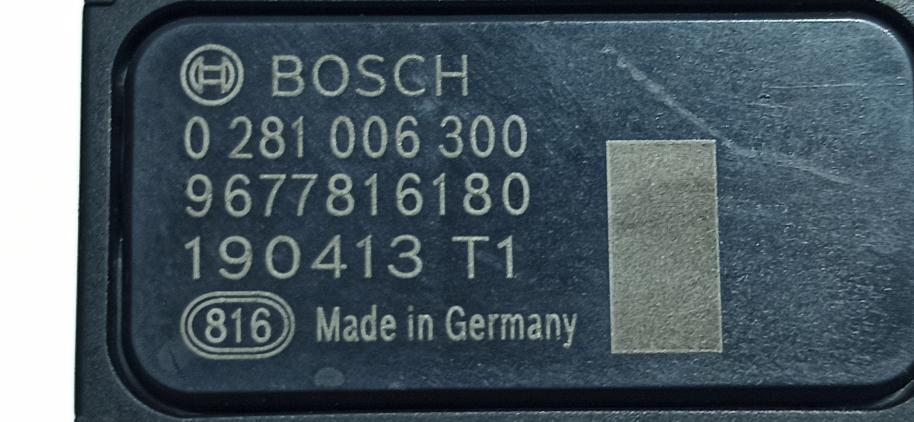 BOSCH
0 281 006 300
9677816180
190413 T1
816 Made in Germany